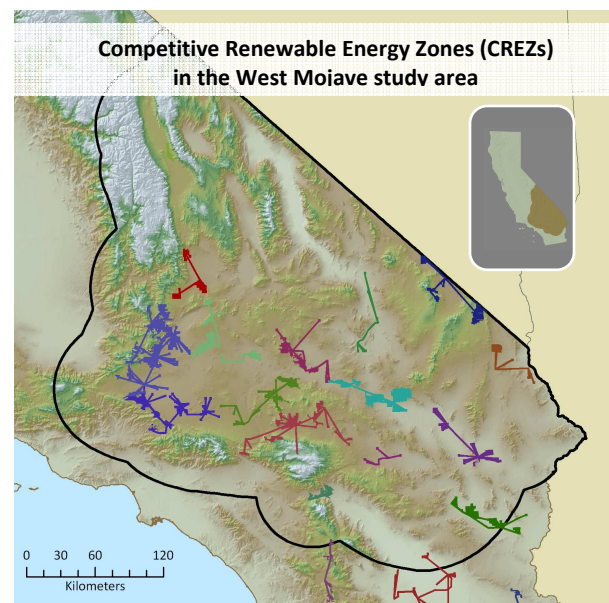 Competitive Renewable Energy Zones (CREZs)
in the West Mojave study area
0 30 60 120
Kilometers